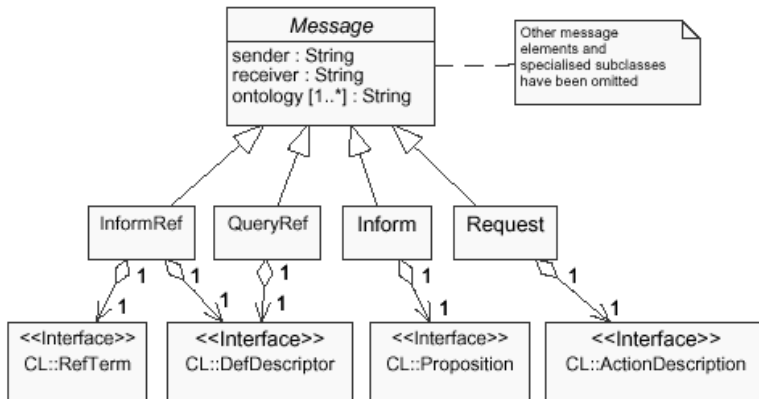 Message
sender : String
receiver : String
ontology [1..*] : String
Other message
elements and
specialised subclasses
have been omitted
InformRef
QueryRef
Inform
Request
1
1
1
1
1
1
1
1
1
1
<<Interface>>
CL::RefTerm
<<Interface>>
CL::DefDescriptor
<<Interface>>
CL::Proposition
<<Interface>>
CL::ActionDescription